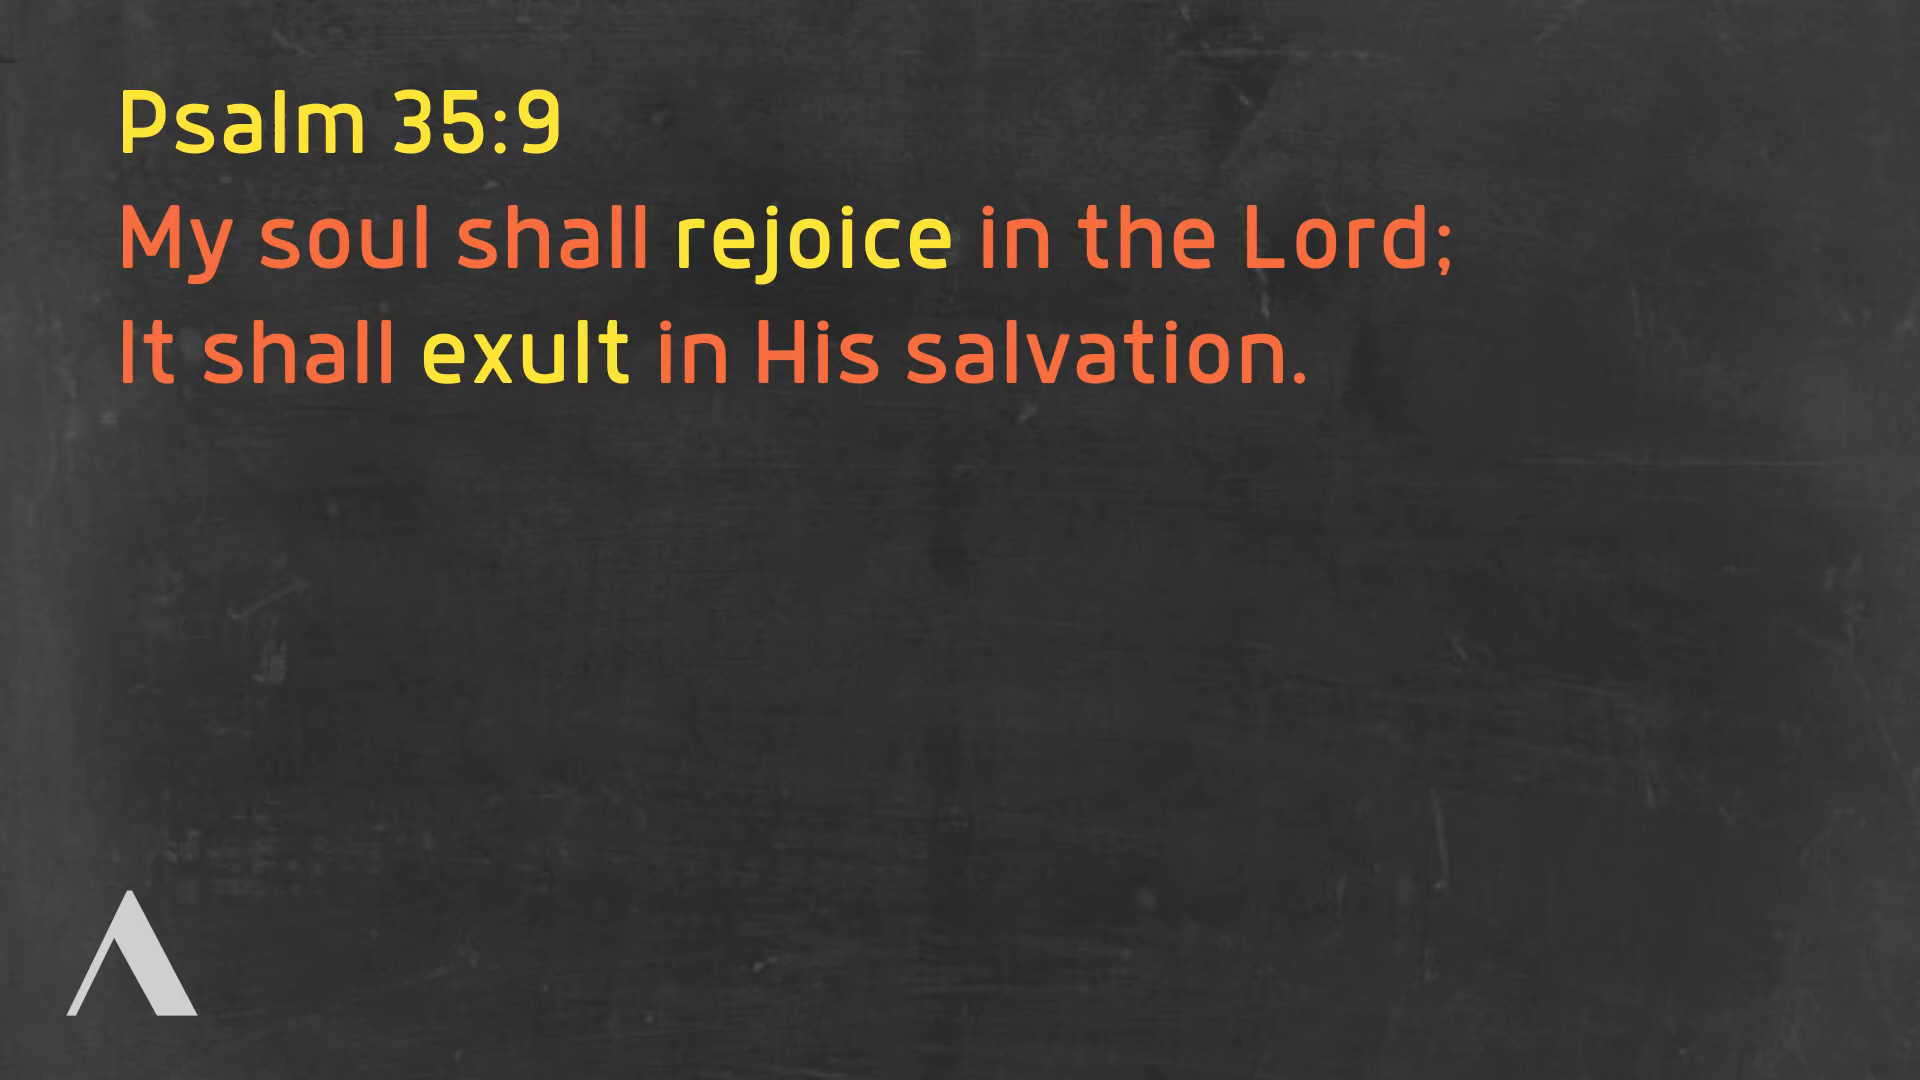 Psalm 35:9
My soul shall rejoice in the Lord;
It shall exult in His salvation.